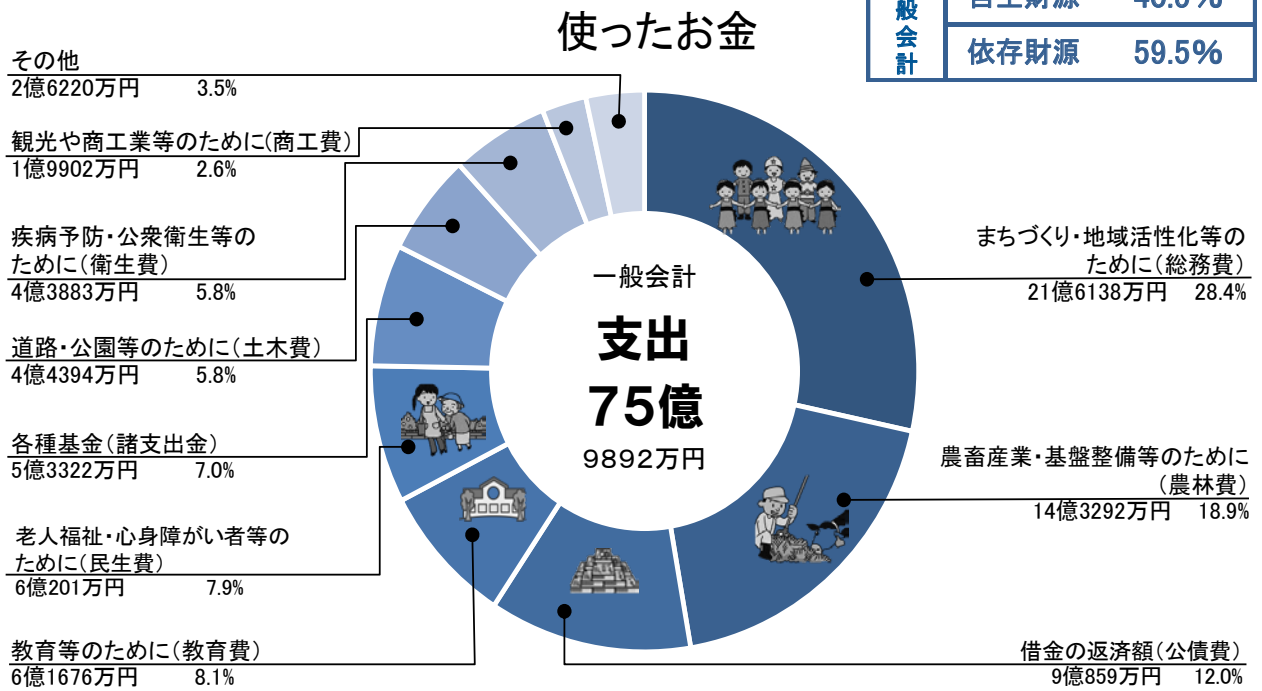 使ったお金
般会計
依存財源 59.5%
その他
2億6220万円 3.5%
観光や商工業等のために(商工費)
1億9902万円 2.6%
疾病予防・公衆衛生等の
ために(衛生費)
4億3883万円 5.8%
道路・公園等のために(土木費)
4億4394万円 5.8%
各種基金(諸支出金)
5億3322万円 7.0%
老人福祉・心身障がい者等の
ために(民生費)
6億201万円 7.9%
教育等のために(教育費)
6億1676万円 8.1%
一般会計
支出
75億
9892万円
まちづくり・地域活性化等の
ために(総務費)
21億6138万円 28.4%
農畜産業・基盤整備等のために
(農林費)
14億3292万円 18.9%
借金の返済額(公債費)
9億859万円 12.0%